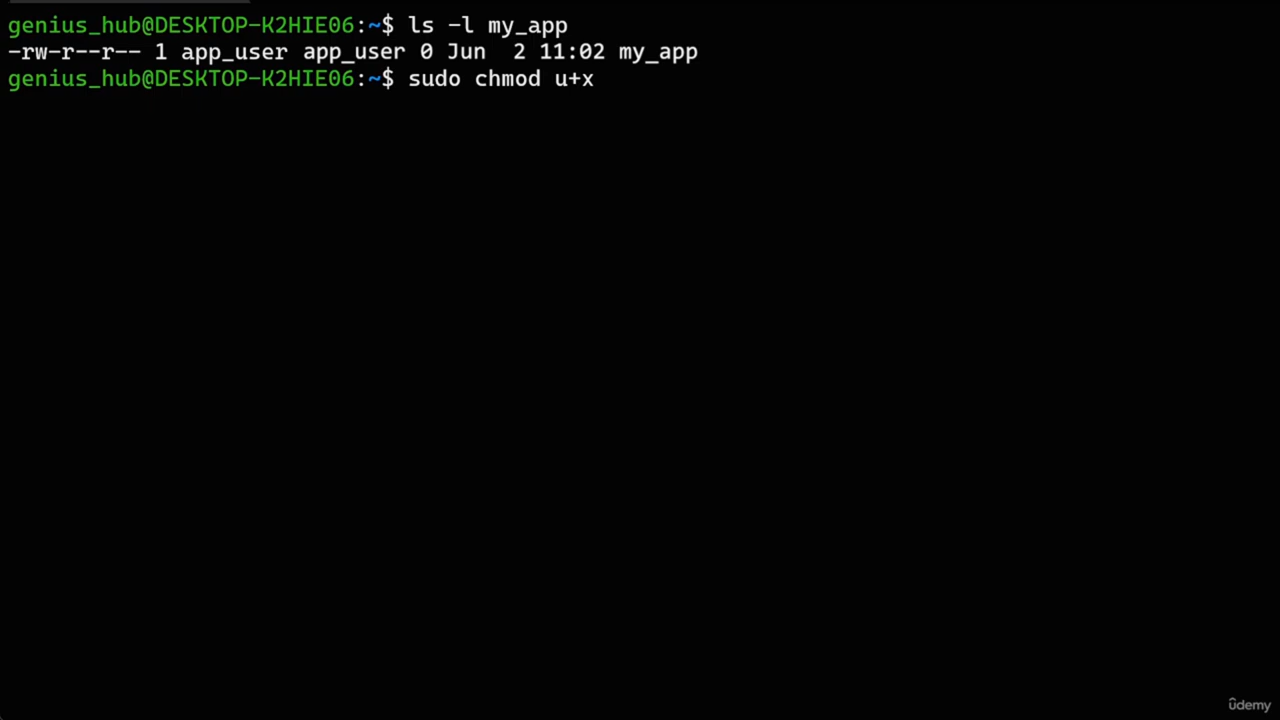 genius_hub@DESKTOP-K2HIE06:~$ ls -l my_app
-rw-r--r-- 1 app_user app_user 0 Jun  2 11:02 my_app
genius_hub@DESKTOP-K2HIE06:~$ sudo chmod u+x
ûdemy